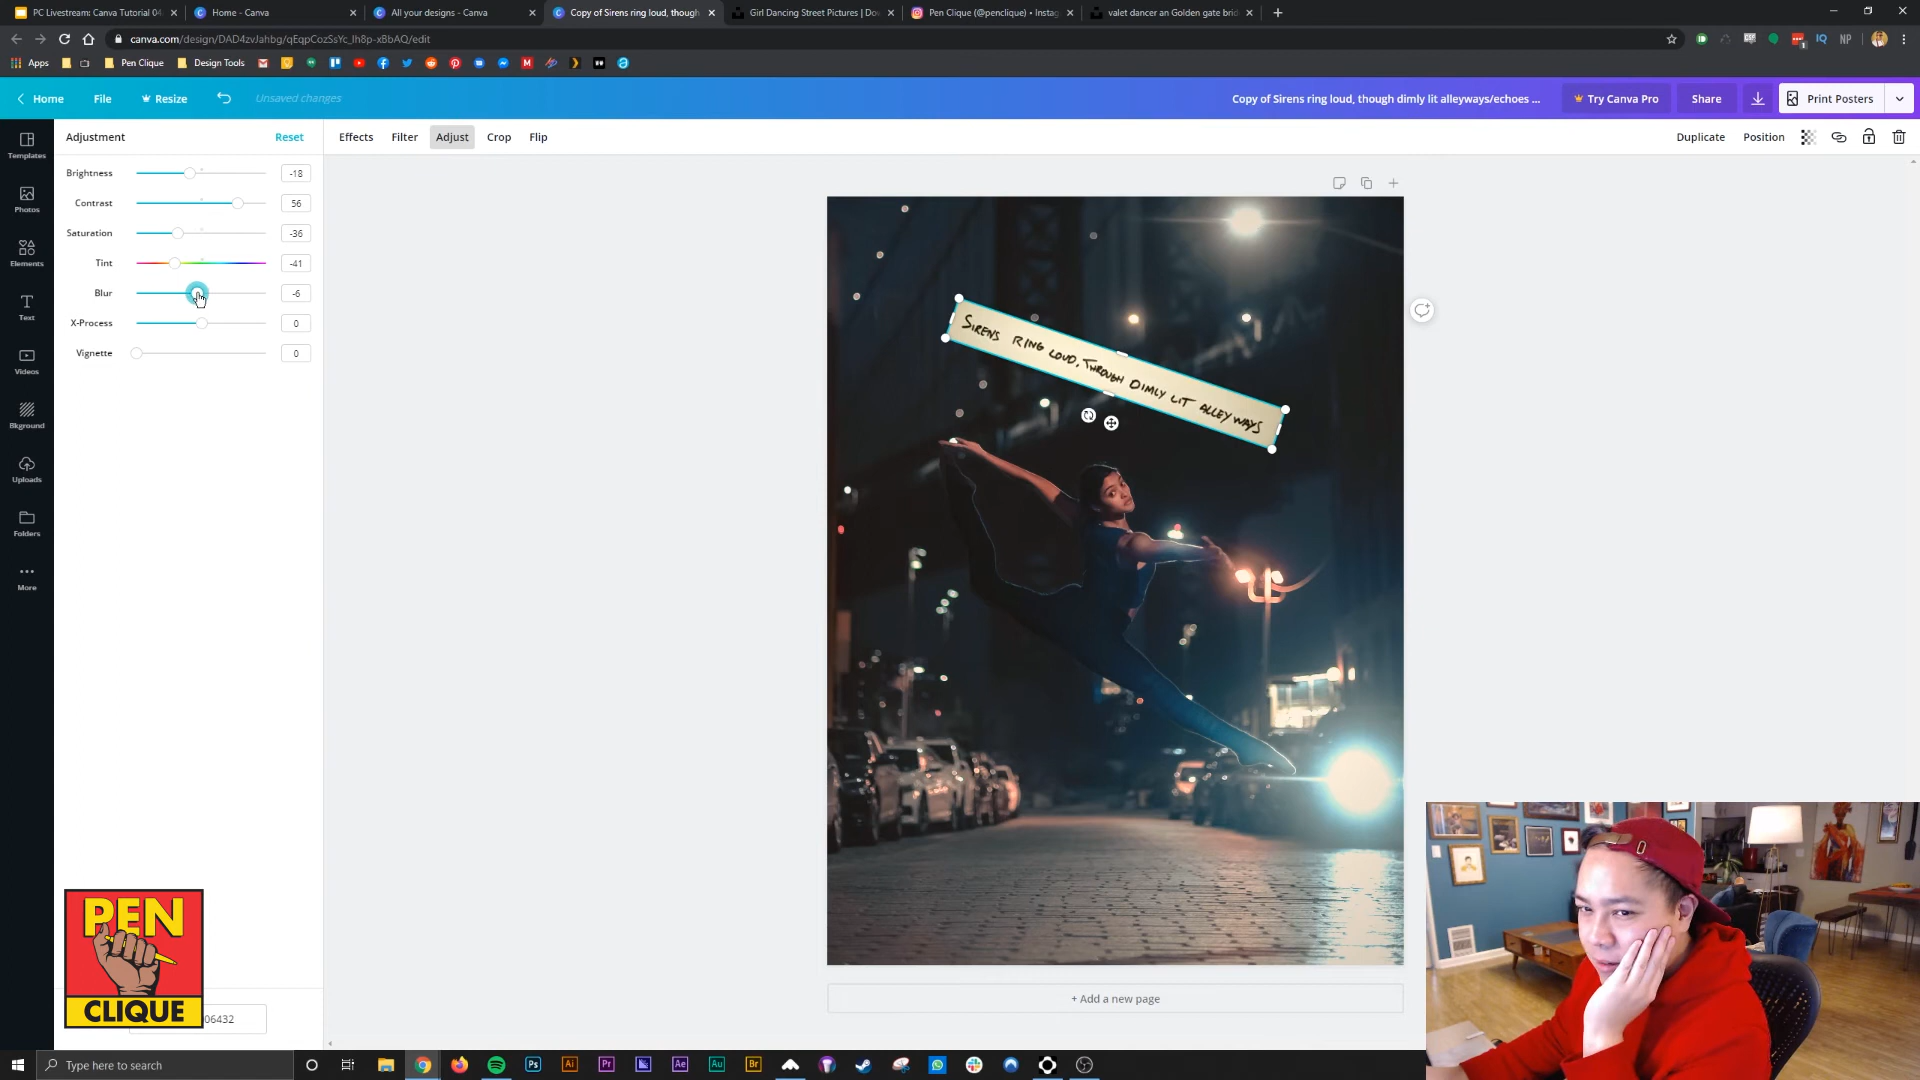 PC Livestream: Canva Tutorial 04
Home - Canva
All your designs - Canva
Copy of Sirens ring loud, though
Girl Dancing Street Pictures | Do
Pen Clique (@penclique) • Instag
valet dancer an Golden gate brid
canva.com/design/DAD4zvJahbg/qEqpCozSsYc_lh8p-xBbAQ/edit
Apps
Pen Clique
Design Tools
Home
File
Resize
Unsaved changes
Copy of Sirens ring loud, though dimly lit alleyways/echoes ...
Try Canva Pro
Share
Print Posters
Templates
Photos
Elements
Text
Videos
Bkground
Uploads
Folders
More
Adjustment
Reset
Brightness -18
Contrast 56
Saturation -36
Tint -41
Blur -6
X-Process 0
Vignette 0
Effects
Filter
Adjust
Crop
Flip
Duplicate
Position
SIRENS RING LOUD, THROUGH DIMLY LIT ALLEYWAYS
+ Add a new page
PEN
CLIQUE
06432
Type here to search